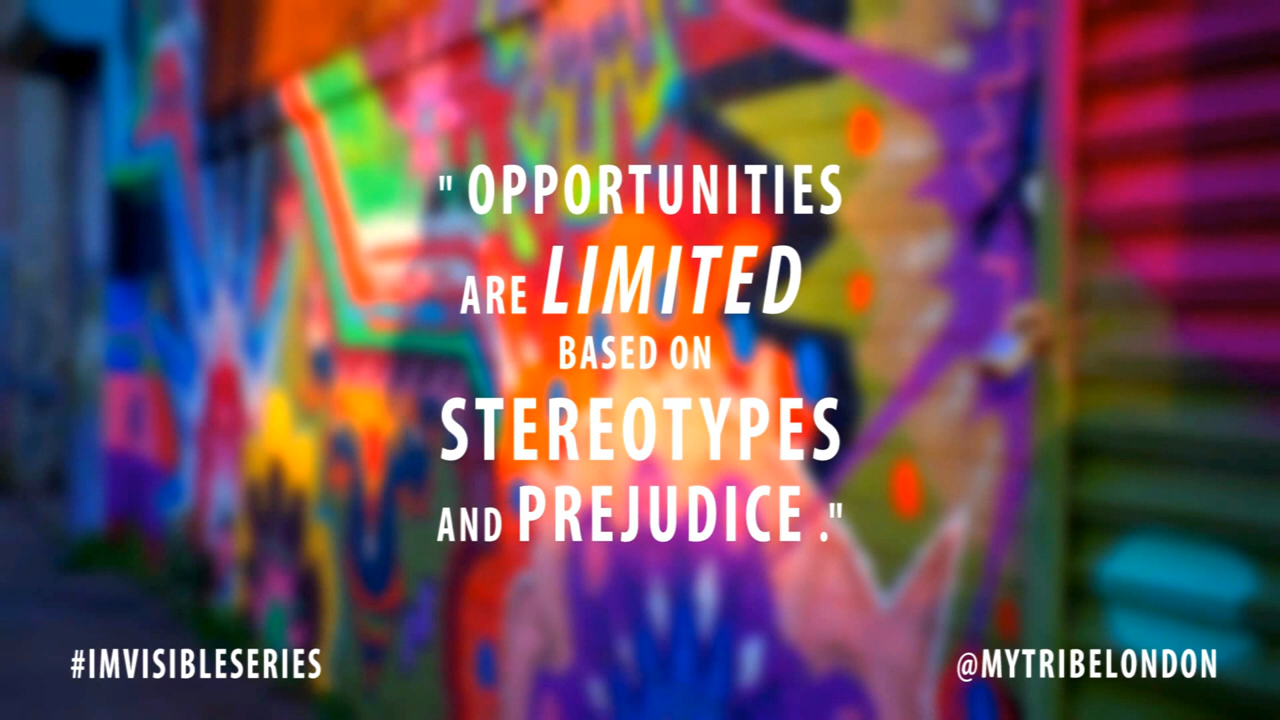 " OPPORTUNITIES
ARE LIMITED
BASED ON
STEREOTYPES
AND PREJUDICE ."
#IMVISIBLESERIES
@MYTRIBELONDON